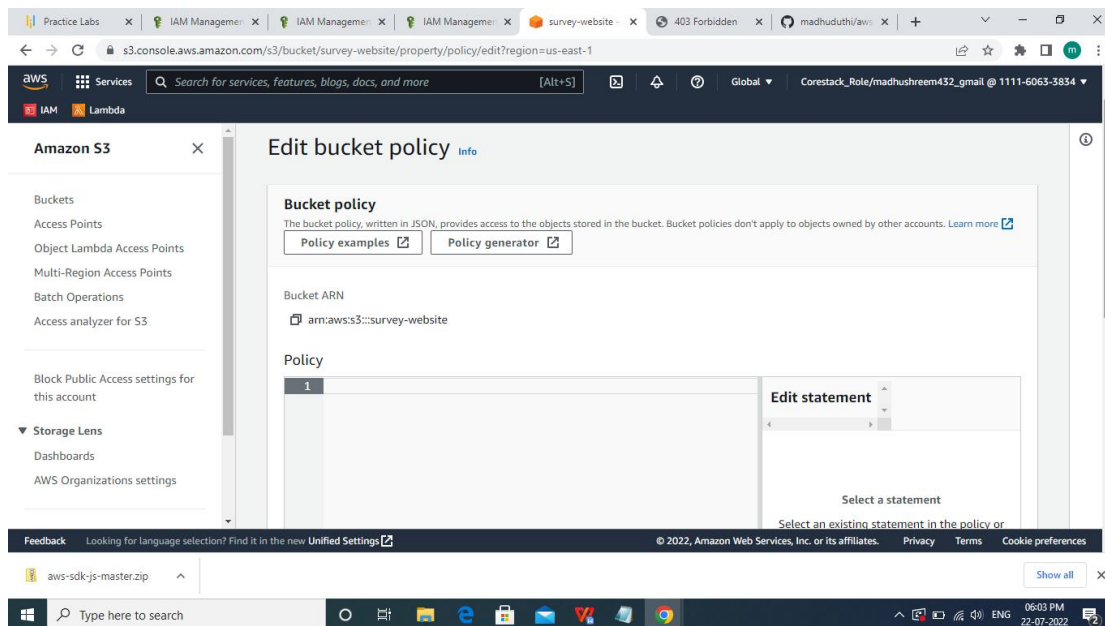 Practice Labs
IAM Managemen
IAM Managemen
IAM Managemen
survey-website -
403 Forbidden
madhuduthi/aws
s3.console.aws.amazon.com/s3/bucket/survey-website/property/policy/edit?region=us-east-1
m
aws
Services
Search for services, features, blogs, docs, and more
[Alt+S]
Global
Corestack_Role/madhushreem432_gmail @ 1111-6063-3834
IAM
Lambda
Amazon S3
Buckets
Access Points
Object Lambda Access Points
Multi-Region Access Points
Batch Operations
Access analyzer for S3
Block Public Access settings for
this account
Storage Lens
Dashboards
AWS Organizations settings
Edit bucket policy Info
Bucket policy
The bucket policy, written in JSON, provides access to the objects stored in the bucket. Bucket policies don't apply to objects owned by other accounts. Learn more
Policy examples
Policy generator
Bucket ARN
arn:aws:s3:::survey-website
Policy
1
Edit statement
Select a statement
Select an existing statement in the policy or
Feedback
Looking for language selection? Find it in the new Unified Settings
© 2022, Amazon Web Services, Inc. or its affiliates.
Privacy
Terms
Cookie preferences
aws-sdk-js-master.zip
Show all
Type here to search
ENG
06:03 PM
22-07-2022
2